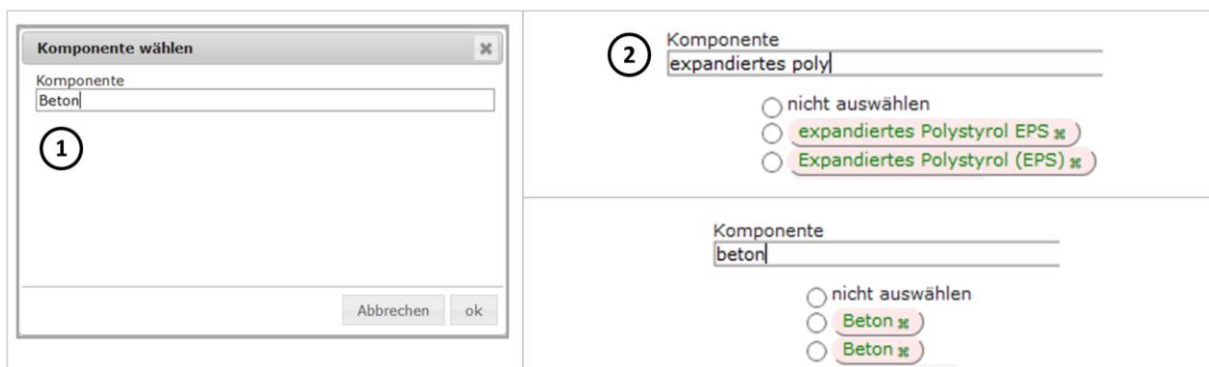 Komponente wählen
Komponente
Beton
1
Abbrechen ok
2
Komponente
expandiertes poly
nicht auswählen
expandiertes Polystyrol EPS
Expandiertes Polystyrol (EPS)
Komponente
beton
nicht auswählen
Beton
Beton